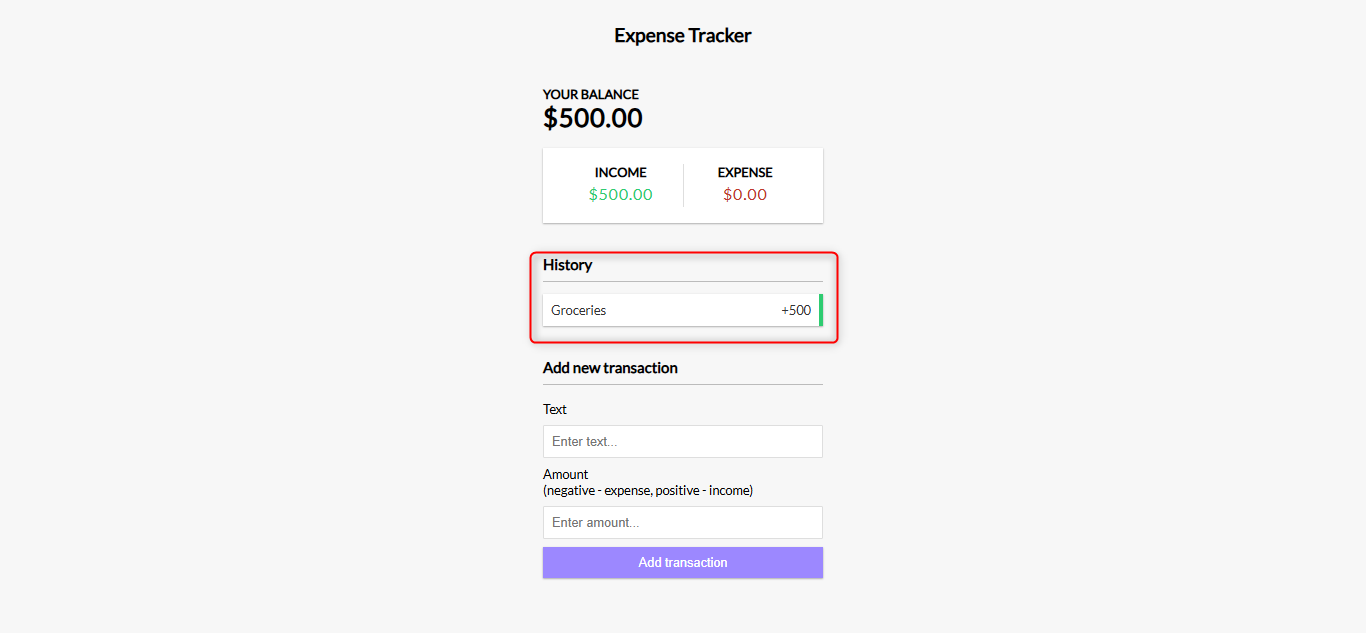 Expense Tracker
YOUR BALANCE
$500.00
INCOME
$500.00
EXPENSE
$0.00
History
Groceries +500
Add new transaction
Text
Enter text...
Amount
(negative - expense, positive - income)
Enter amount...
Add transaction